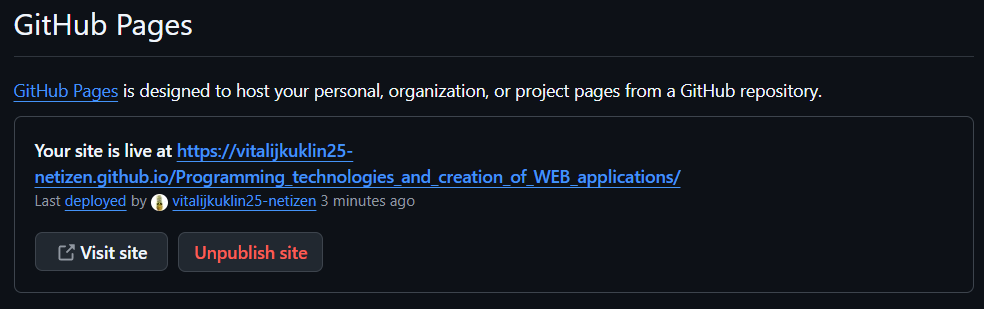 GitHub Pages
GitHub Pages is designed to host your personal, organization, or project pages from a GitHub repository.
Your site is live at https://vitalijkuklin25-
netizen.github.io/Programming_technologies_and_creation_of_WEB_applications/
Last deployed by vitalijkuklin25-netizen 3 minutes ago
Visit site Unpublish site